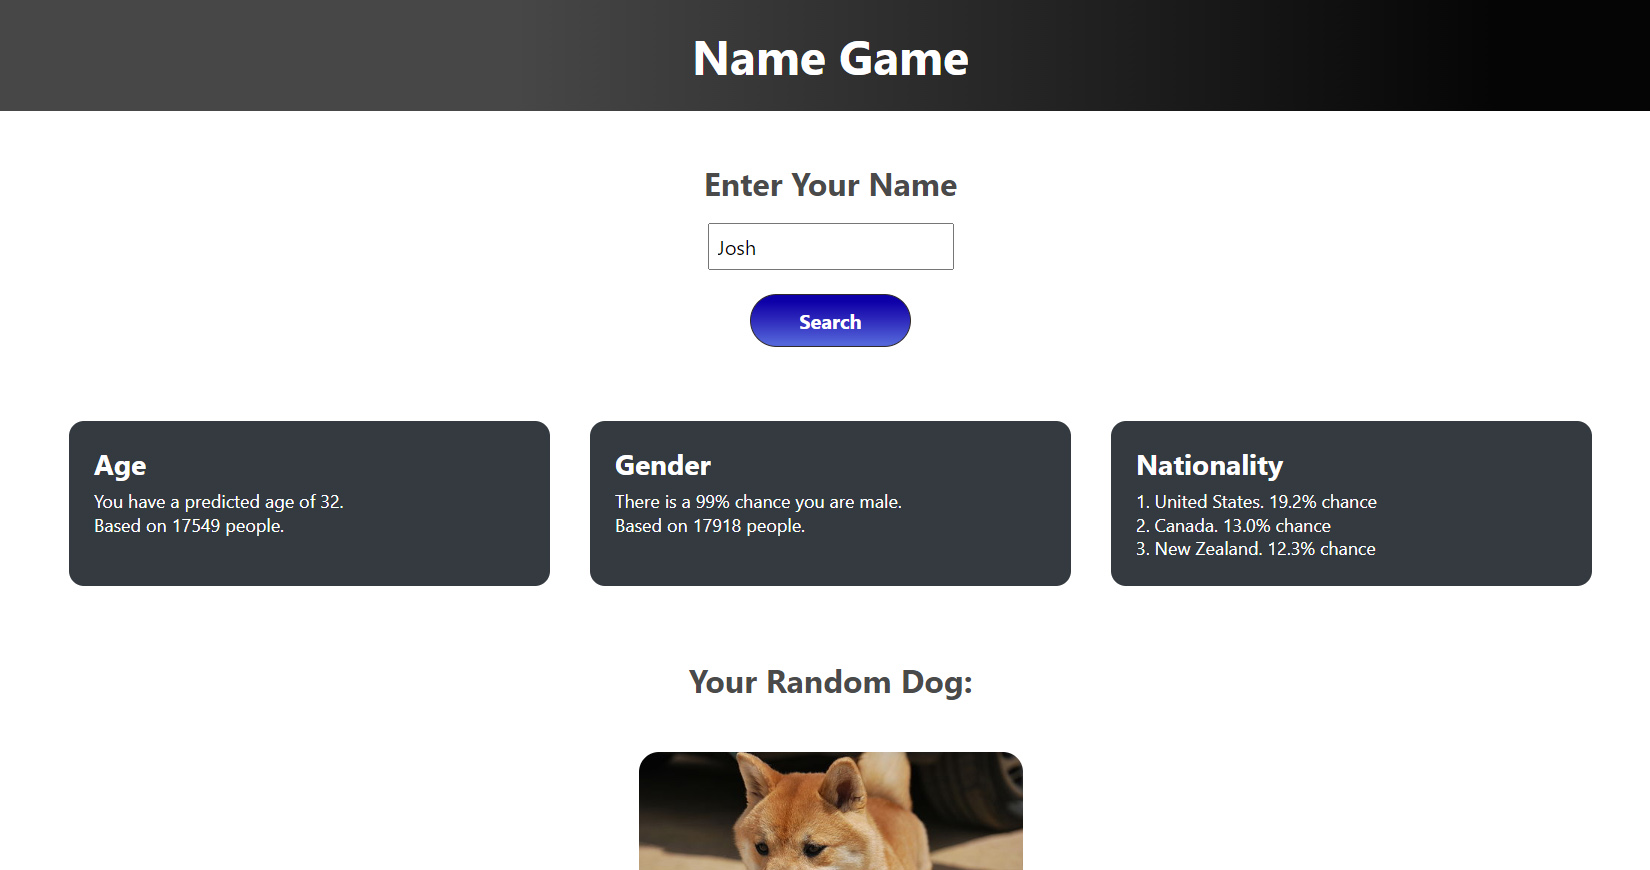 Name Game
Enter Your Name
Josh
Search
Age
You have a predicted age of 32.
Based on 17549 people.
Gender
There is a 99% chance you are male.
Based on 17918 people.
Nationality
1. United States. 19.2% chance
2. Canada. 13.0% chance
3. New Zealand. 12.3% chance
Your Random Dog: